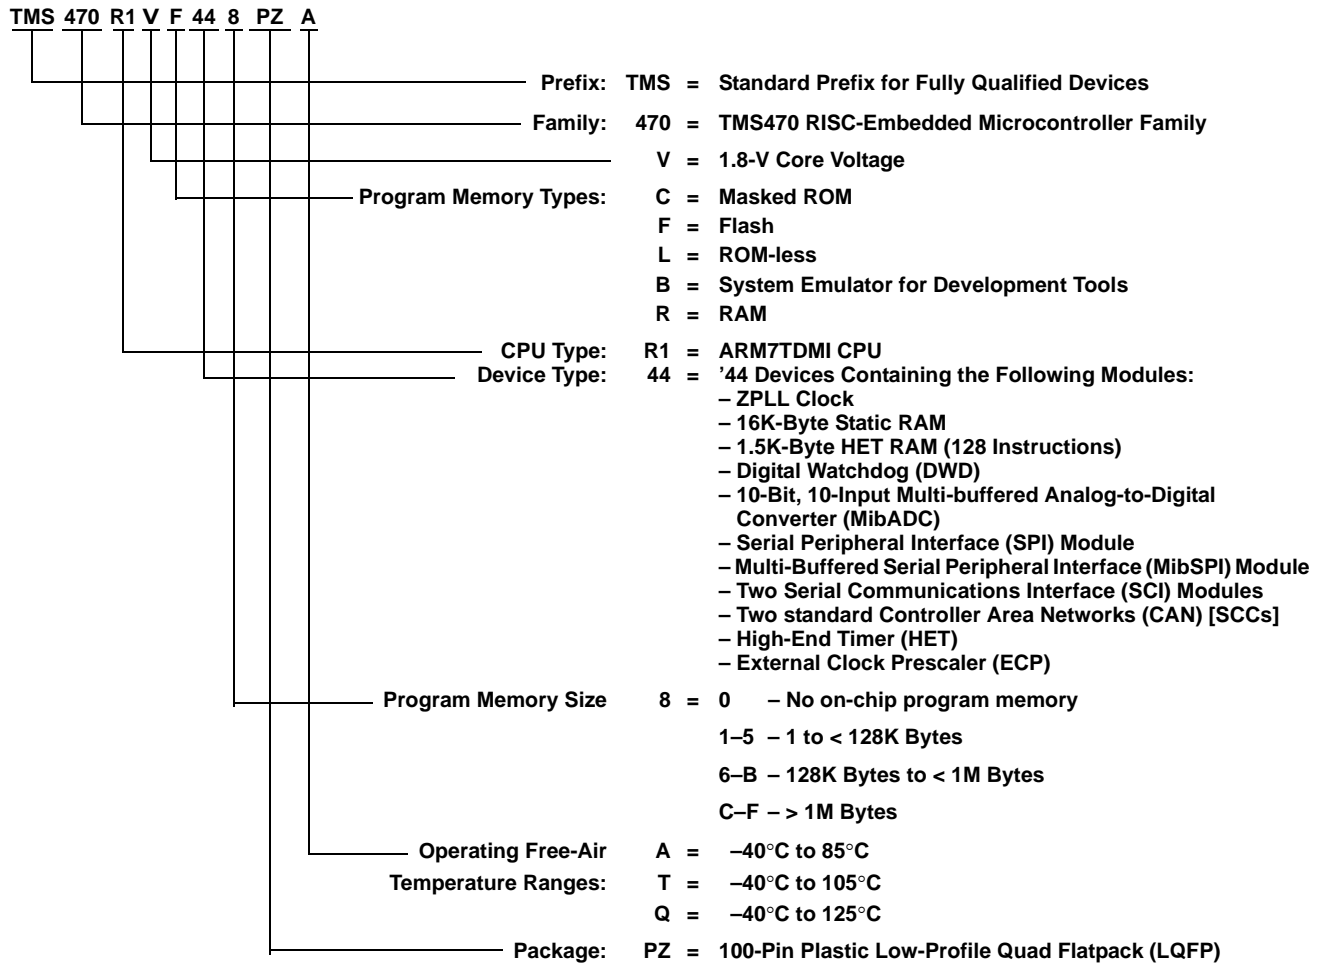 TMS 470 R1 V F 44 8 PZ A
Prefix: TMS = Standard Prefix for Fully Qualified Devices
Family: 470 = TMS470 RISC-Embedded Microcontroller Family
V = 1.8-V Core Voltage
Program Memory Types: C = Masked ROM
F = Flash
L = ROM-less
B = System Emulator for Development Tools
R = RAM
CPU Type: R1 = ARM7TDMI CPU
Device Type: 44 = ’44 Devices Containing the Following Modules:
– ZPLL Clock
– 16K-Byte Static RAM
– 1.5K-Byte HET RAM (128 Instructions)
– Digital Watchdog (DWD)
– 10-Bit, 10-Input Multi-buffered Analog-to-Digital
Converter (MibADC)
– Serial Peripheral Interface (SPI) Module
– Multi-Buffered Serial Peripheral Interface (MibSPI) Module
– Two Serial Communications Interface (SCI) Modules
– Two standard Controller Area Networks (CAN) [SCCs]
– High-End Timer (HET)
– External Clock Prescaler (ECP)
Program Memory Size 8 = 0 – No on-chip program memory
1–5 – 1 to < 128K Bytes
6–B – 128K Bytes to < 1M Bytes
C–F – > 1M Bytes
Operating Free-Air A = –40°C to 85°C
Temperature Ranges: T = –40°C to 105°C
Q = –40°C to 125°C
Package: PZ = 100-Pin Plastic Low-Profile Quad Flatpack (LQFP)